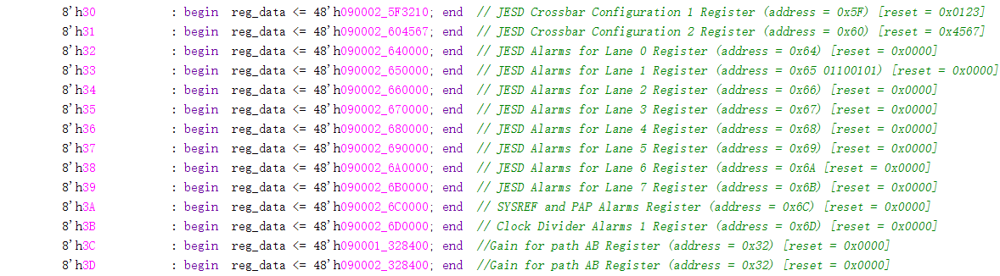 8'h30 : begin reg_data <= 48'h090002_5F3210; end // JESD Crossbar Configuration 1 Register (address = 0x5F) [reset = 0x0123]
8'h31 : begin reg_data <= 48'h090002_604567; end // JESD Crossbar Configuration 2 Register (address = 0x60) [reset = 0x4567]
8'h32 : begin reg_data <= 48'h090002_640000; end // JESD Alarms for Lane 0 Register (address = 0x64) [reset = 0x0000]
8'h33 : begin reg_data <= 48'h090002_650000; end // JESD Alarms for Lane 1 Register (address = 0x65 01100101) [reset = 0x0000]
8'h34 : begin reg_data <= 48'h090002_660000; end // JESD Alarms for Lane 2 Register (address = 0x66) [reset = 0x0000]
8'h35 : begin reg_data <= 48'h090002_670000; end // JESD Alarms for Lane 3 Register (address = 0x67) [reset = 0x0000]
8'h36 : begin reg_data <= 48'h090002_680000; end // JESD Alarms for Lane 4 Register (address = 0x68) [reset = 0x0000]
8'h37 : begin reg_data <= 48'h090002_690000; end // JESD Alarms for Lane 5 Register (address = 0x69) [reset = 0x0000]
8'h38 : begin reg_data <= 48'h090002_6A0000; end // JESD Alarms for Lane 6 Register (address = 0x6A [reset = 0x0000]
8'h39 : begin reg_data <= 48'h090002_6B0000; end // JESD Alarms for Lane 7 Register (address = 0x6B) [reset = 0x0000]
8'h3A : begin reg_data <= 48'h090002_6C0000; end // SYSREF and PAP Alarms Register (address = 0x6C) [reset = 0x0000]
8'h3B : begin reg_data <= 48'h090002_6D0000; end // Clock Divider Alarms 1 Register (address = 0x6D) [reset = 0x0000]
8'h3C : begin reg_data <= 48'h090001_328400; end //Gain for path AB Register (address = 0x32) [reset = 0x0000]
8'h3D : begin reg_data <= 48'h090002_328400; end //Gain for path AB Register (address = 0x32) [reset = 0x0000]